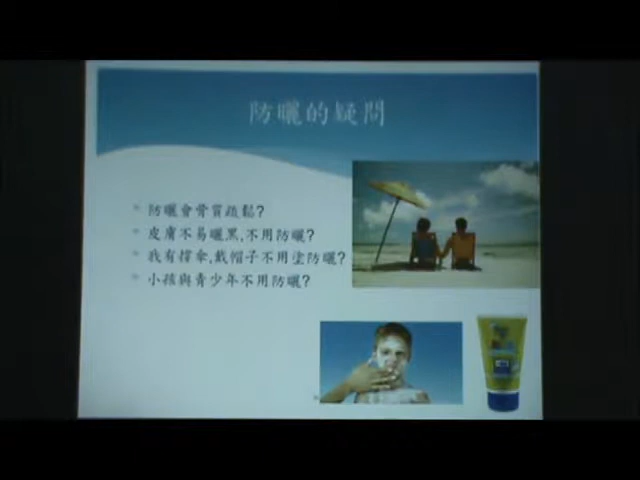 防曬的疑問
防曬會骨質疏鬆?
皮膚不易曬黑,不用防曬?
我有撐傘,戴帽子不用塗防曬?
小孩與青少年不用防曬?